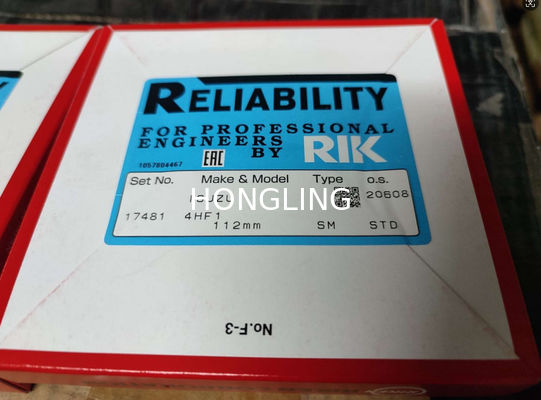 RELIABILITY
FOR PROFESSIONAL
ENGINEERS
BY RIK
1057804467 EAC
Set No. Make & Model Type o.s.
ISUZU 20608
HONGLING
17481 4HF1
112mm SM STD
No.F-3